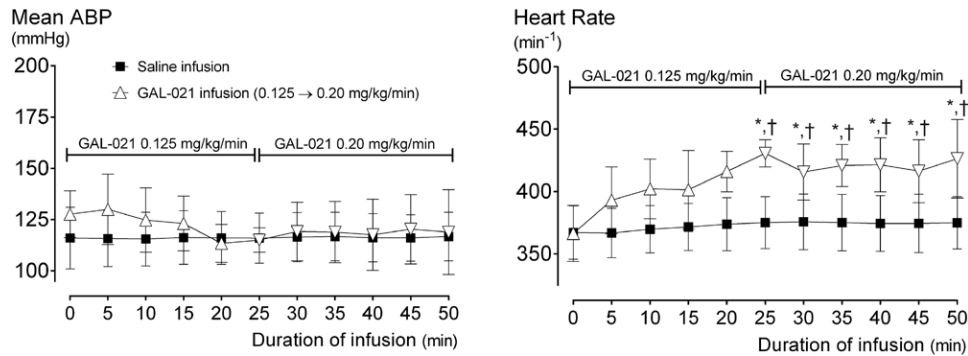 Mean ABP
(mmHg)
200
175
150
125
100
■ Saline infusion
△ GAL-021 infusion (0.125 → 0.20 mg/kg/min)
GAL-021 0.125 mg/kg/min
GAL-021 0.20 mg/kg/min
0 5 10 15 20 25 30 35 40 45 50
Duration of infusion (min)
Heart Rate
(min⁻¹)
500
450
400
350
GAL-021 0.125 mg/kg/min
GAL-021 0.20 mg/kg/min
*,† *,† *,† *,† *,† *,†
0 5 10 15 20 25 30 35 40 45 50
Duration of infusion (min)